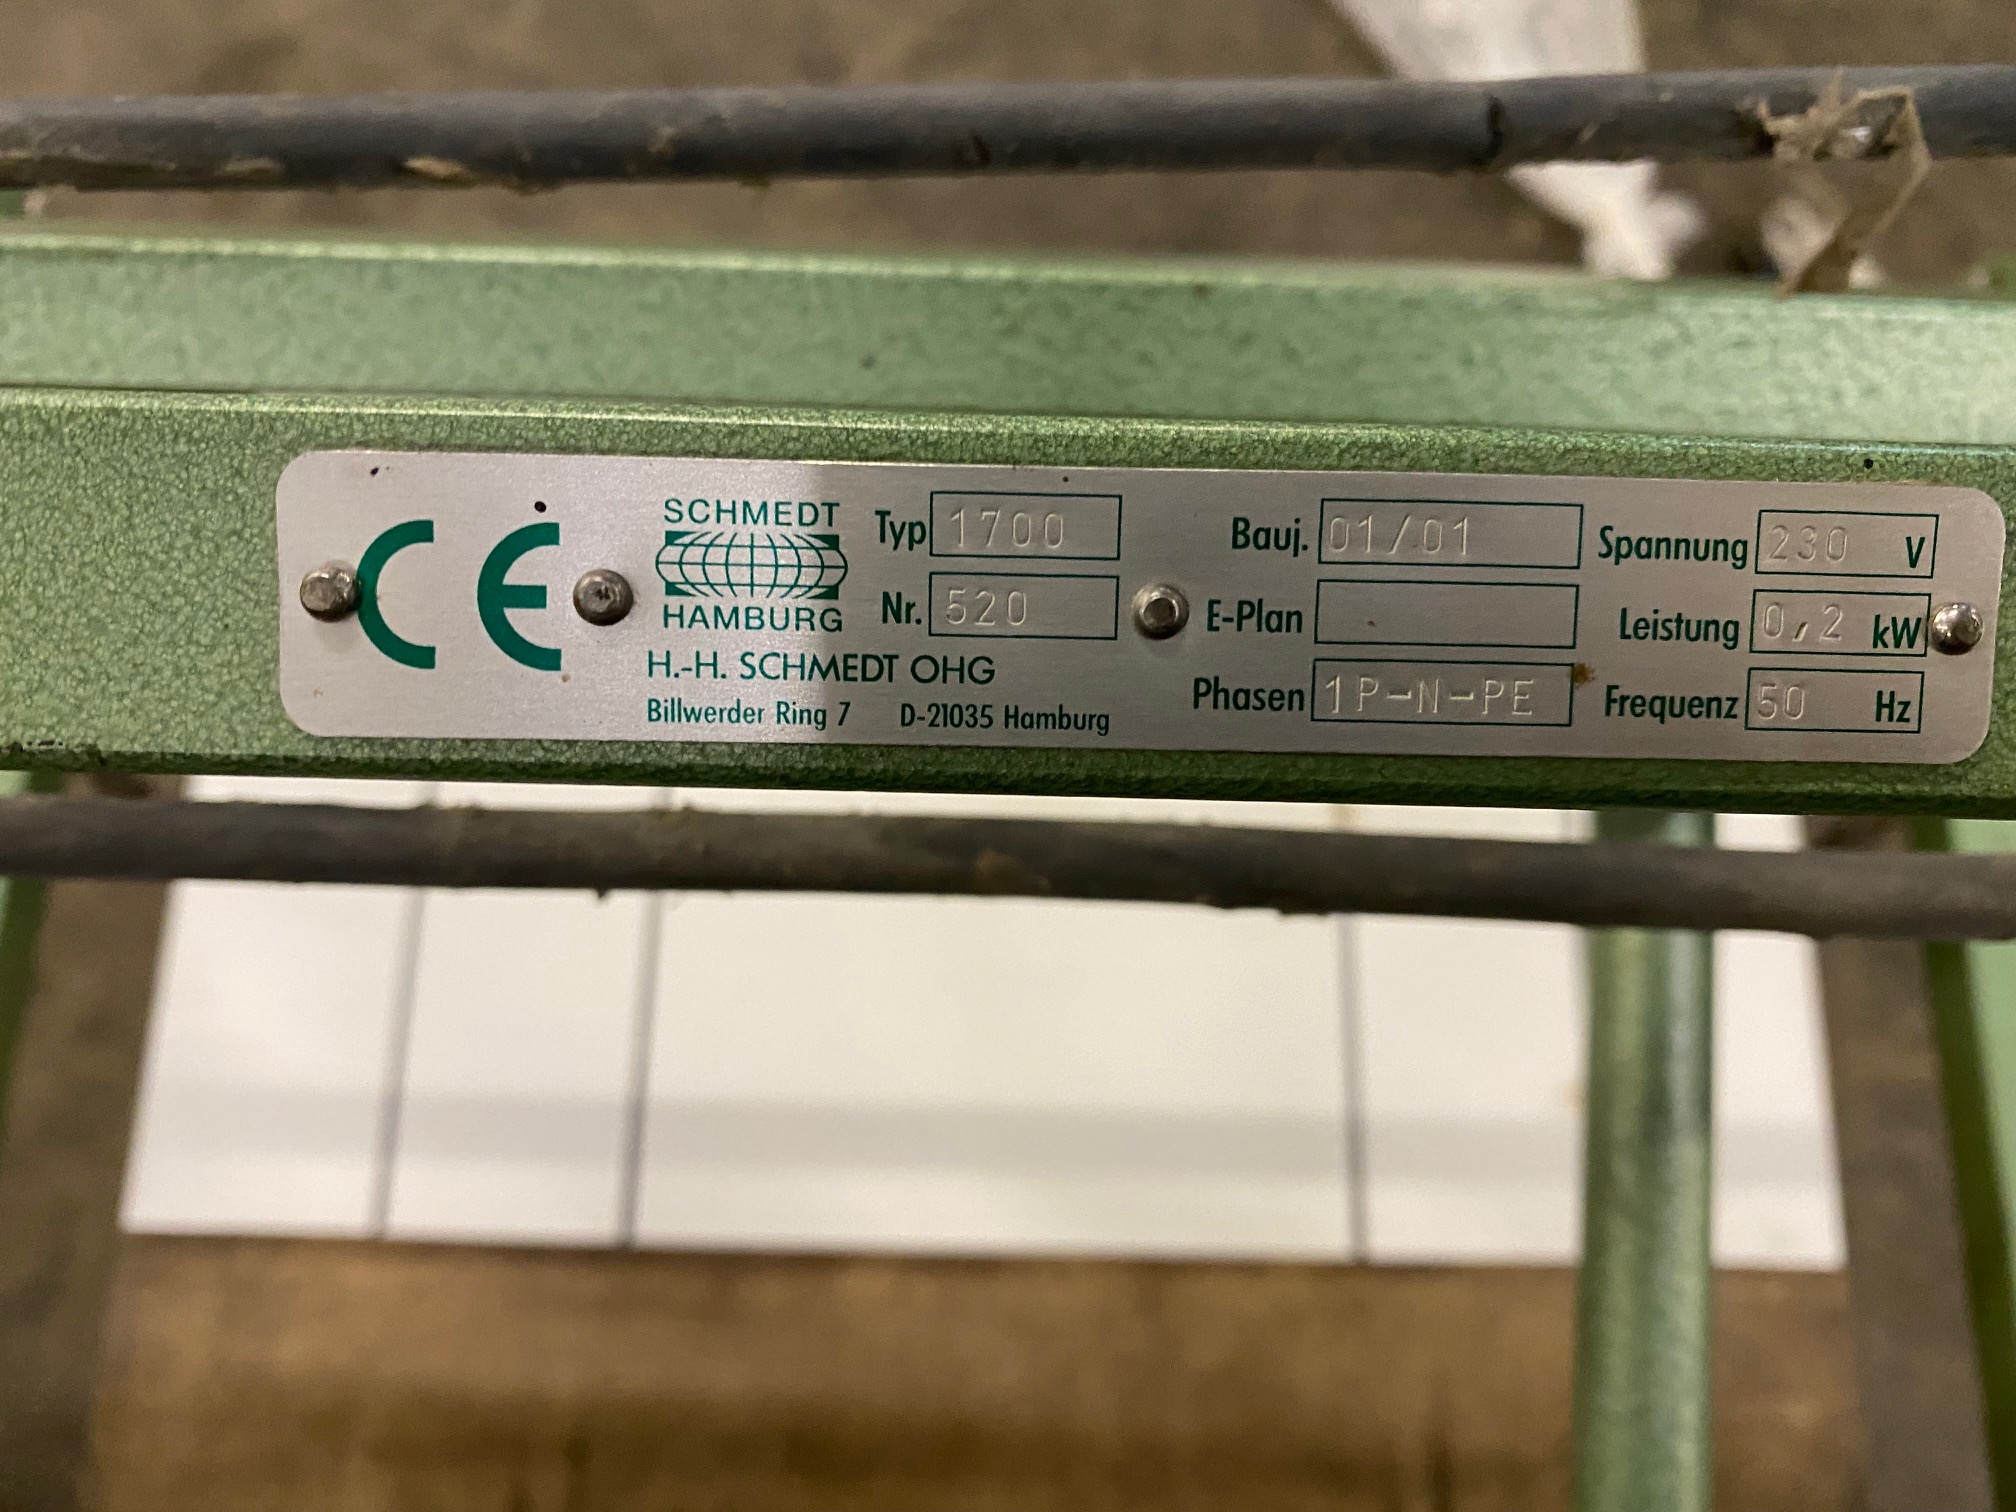 CE
SCHMEDT
HAMBURG
H.-H. SCHMEDT OHG
Billwerder Ring 7 D-21035 Hamburg
Typ 1700
Nr. 520
Bauj. 01/01
E-Plan
Phasen 1P-N-PE
Spannung 230 V
Leistung 0,2 kW
Frequenz 50 Hz